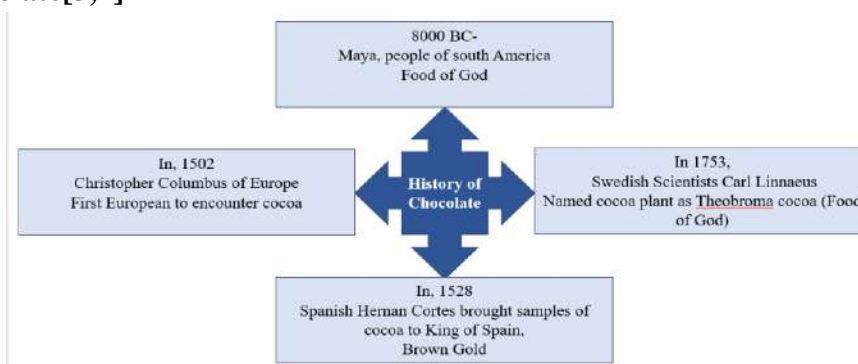 8000 BC-
Maya, people of south America
Food of God
In, 1502
Christopher Columbus of Europe
First European to encounter cocoa
History of
Chocolate
In 1753,
Swedish Scientists Carl Linnaeus
Named cocoa plant as Theobroma cocoa (Food
of God)
In, 1528
Spanish Hernan Cortes brought samples of
cocoa to King of Spain,
Brown Gold